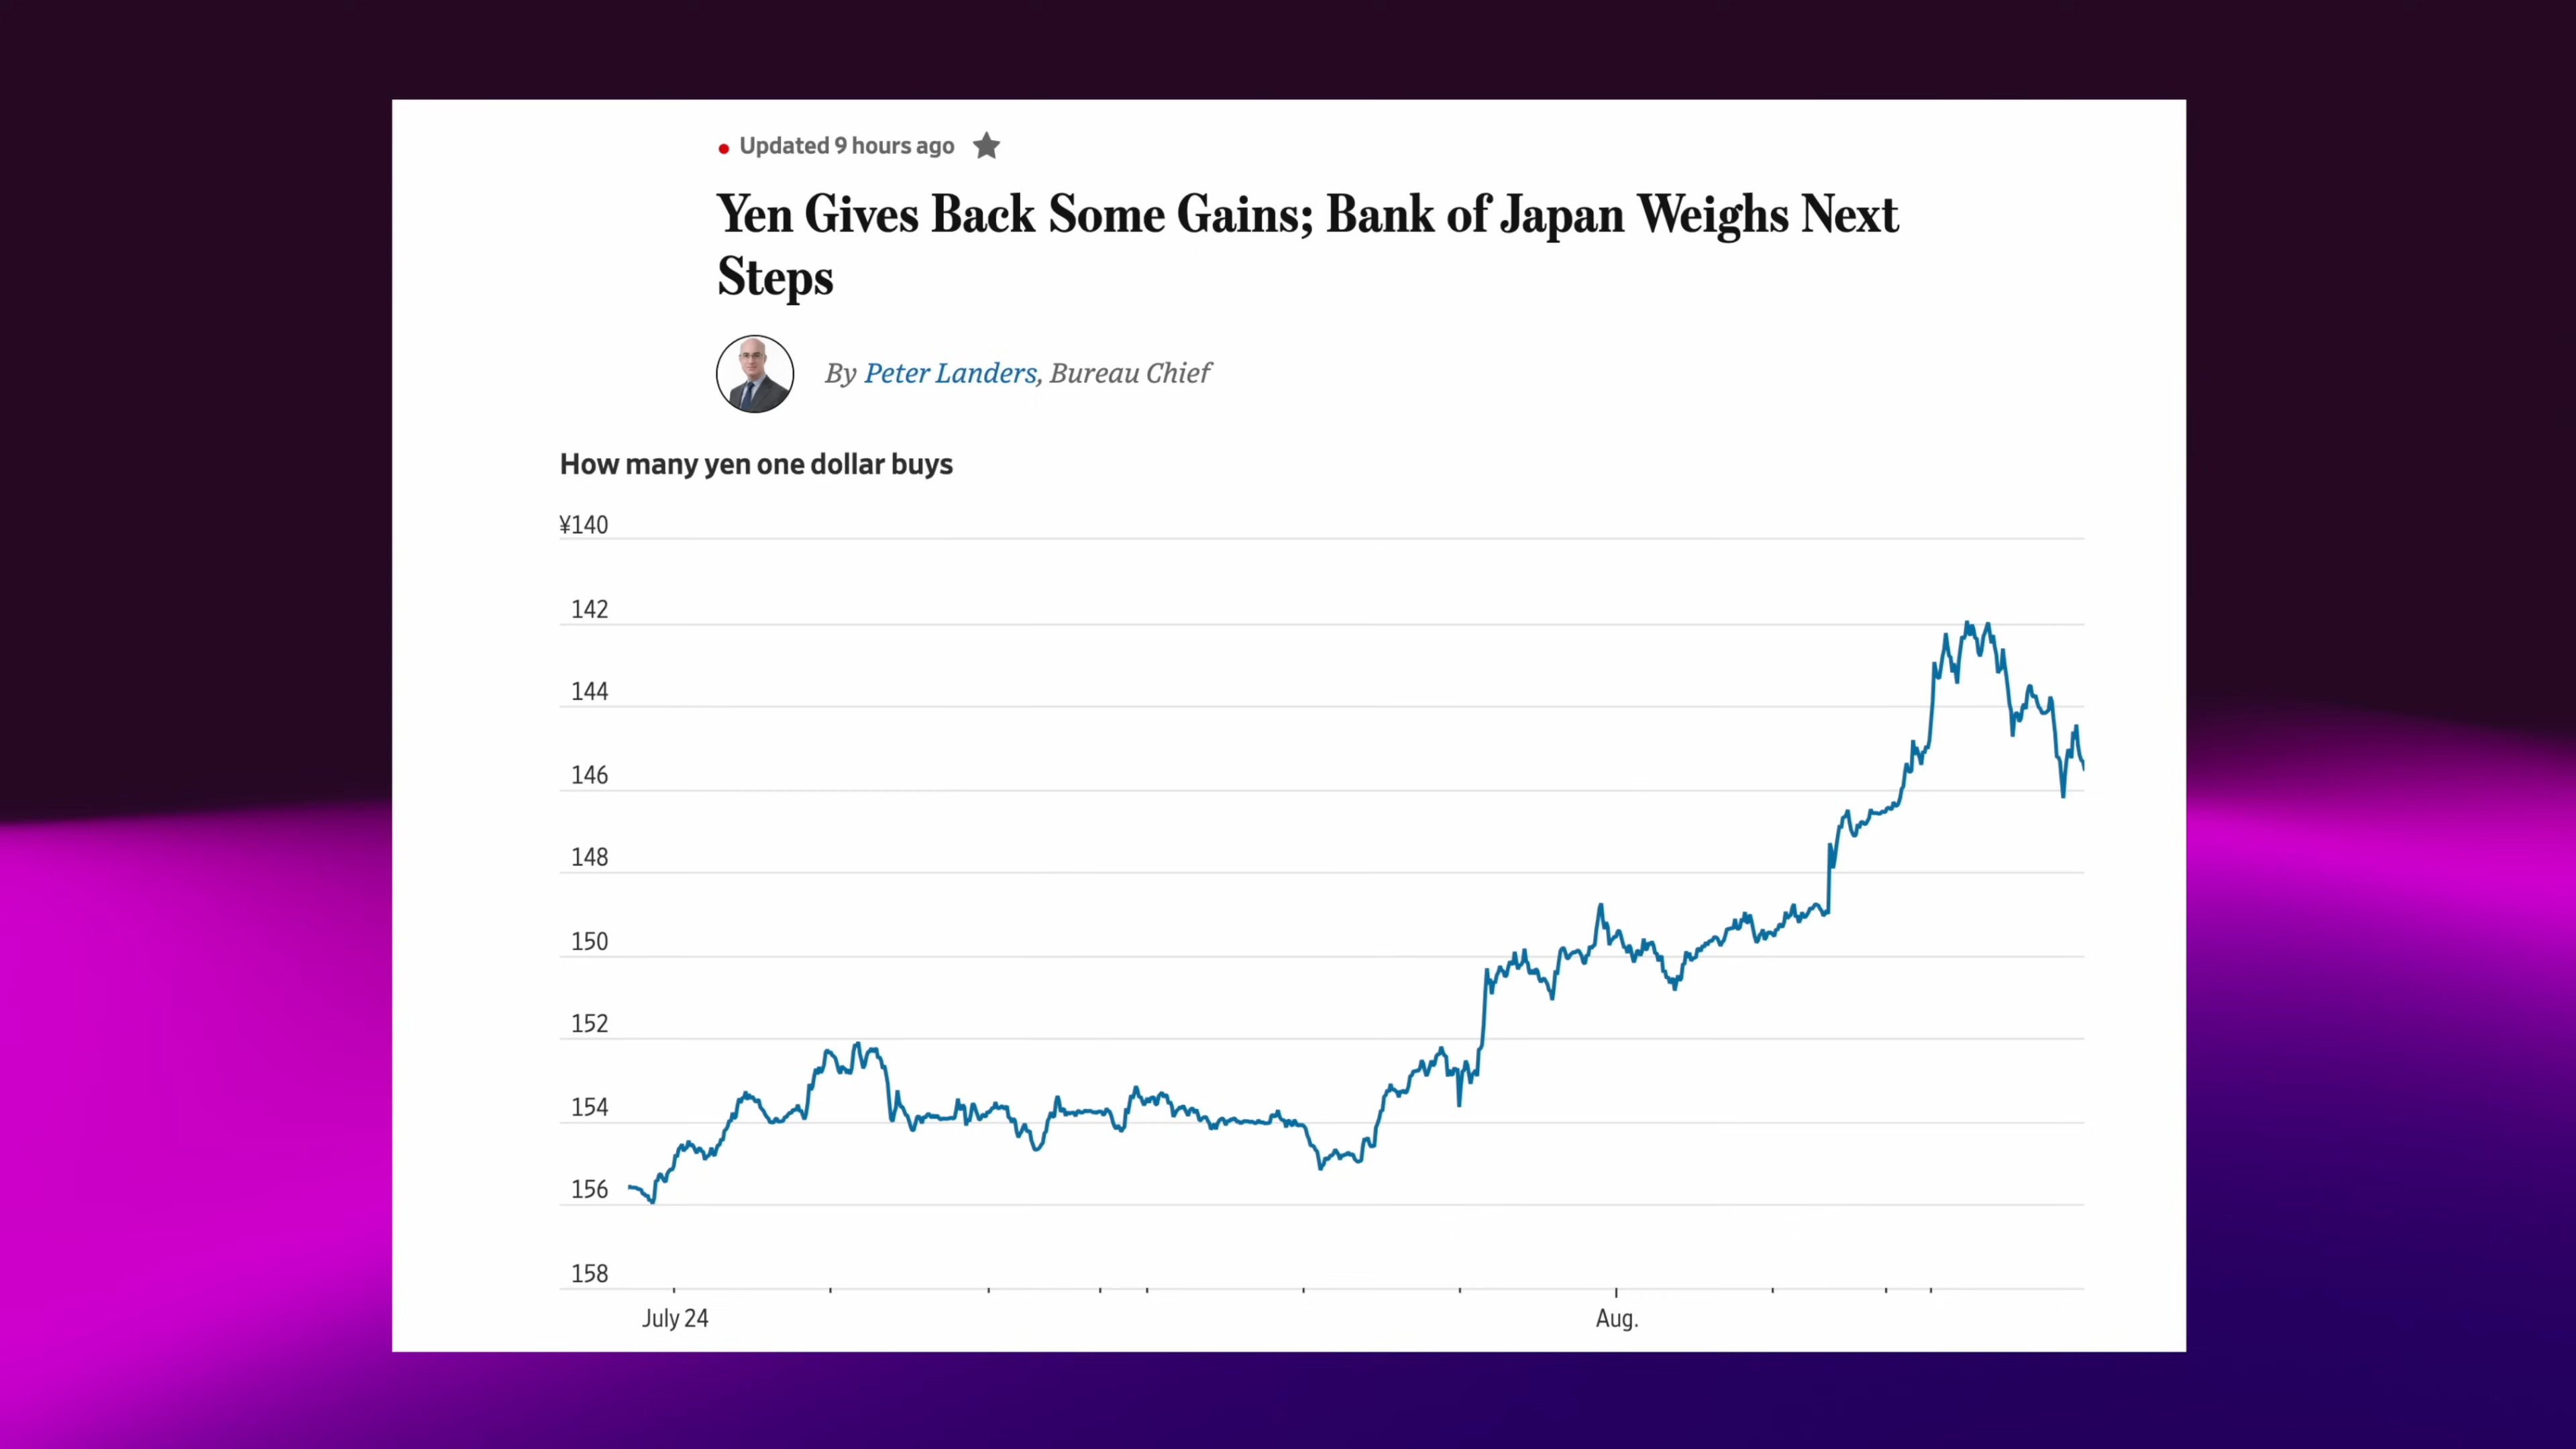 Updated 9 hours ago
Yen Gives Back Some Gains; Bank of Japan Weighs Next
Steps
By Peter Landers, Bureau Chief
How many yen one dollar buys
¥140
142
144
146
148
150
152
154
156
158
July 24
Aug.